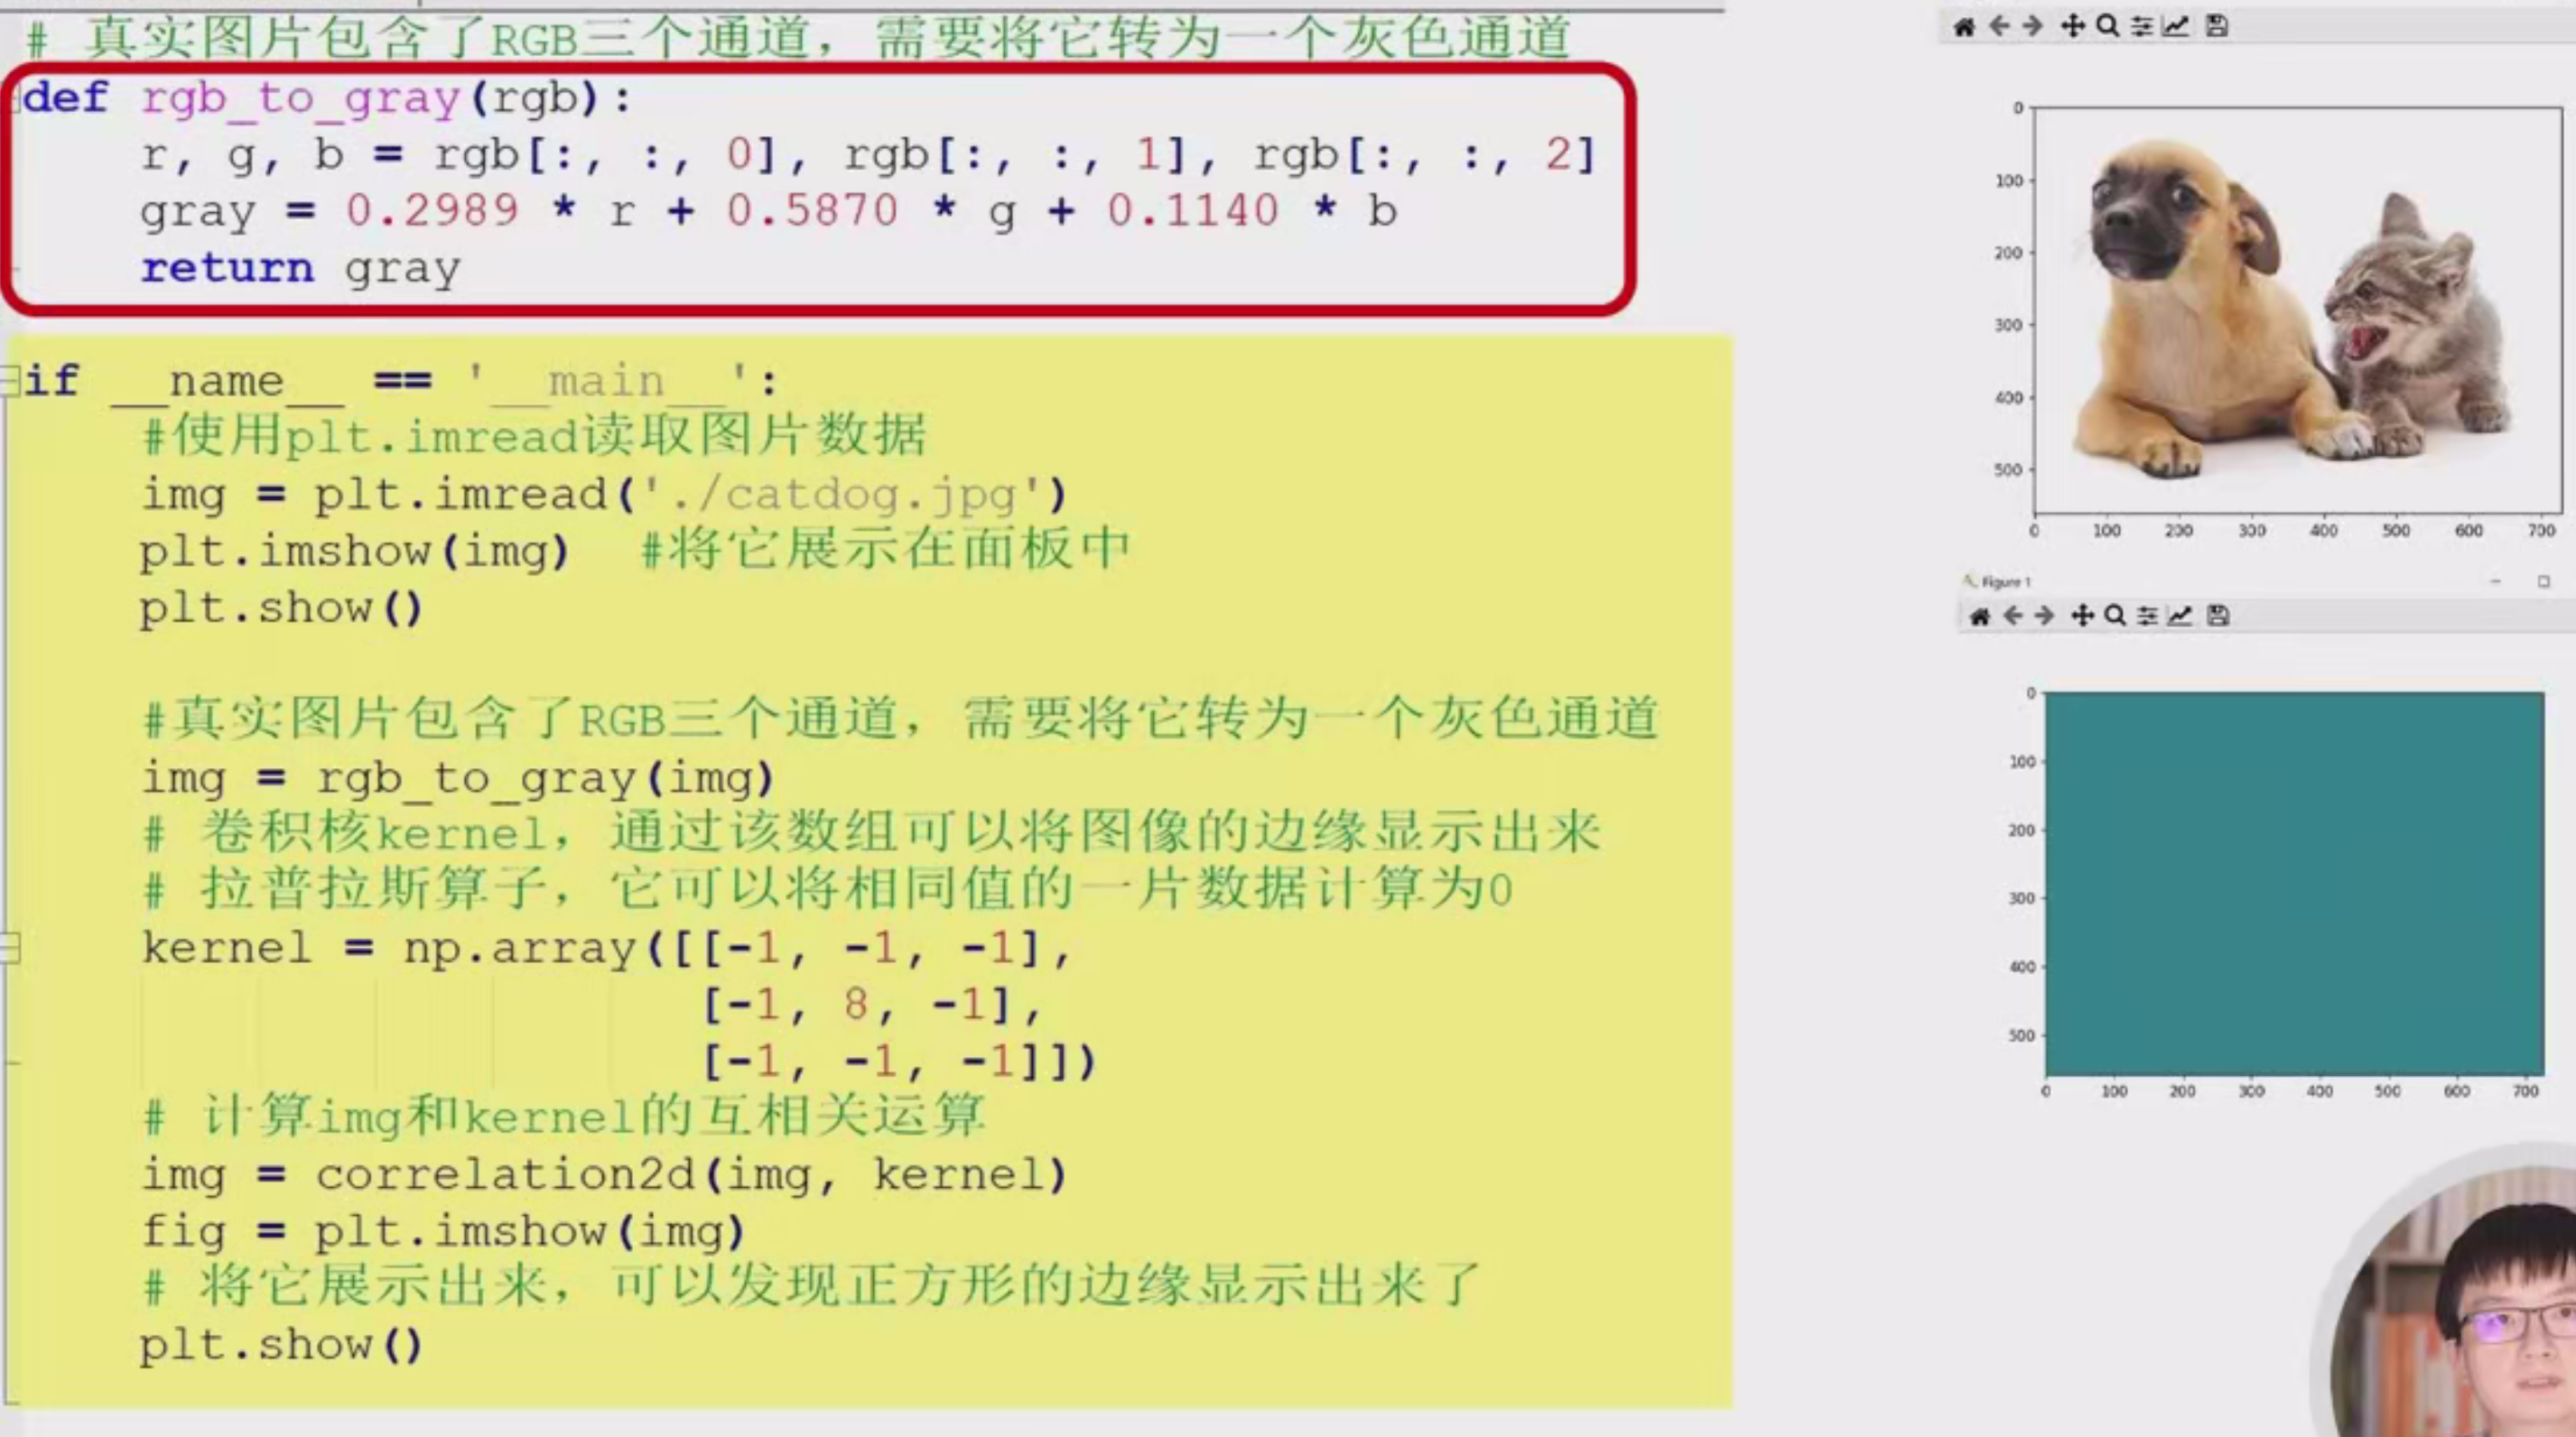 # 真实图片包含了RGB三个通道，需要将它转为一个灰色通道
def rgb_to_gray(rgb):
    r, g, b = rgb[:, :, 0], rgb[:, :, 1], rgb[:, :, 2]
    gray = 0.2989 * r + 0.5870 * g + 0.1140 * b
    return gray
if __name__ == '__main__':
    #使用plt.imread读取图片数据
    img = plt.imread('./catdog.jpg')
    plt.imshow(img)  #将它展示在面板中
    plt.show()
    #真实图片包含了RGB三个通道，需要将它转为一个灰色通道
    img = rgb_to_gray(img)
    # 卷积核kernel，通过该数组可以将图像的边缘显示出来
    # 拉普拉斯算子，它可以将相同值的一片数据计算为0
    kernel = np.array([[-1, -1, -1],
                       [-1, 8, -1],
                       [-1, -1, -1]])
    # 计算img和kernel的互相关运算
    img = correlation2d(img, kernel)
    fig = plt.imshow(img)
    # 将它展示出来，可以发现正方形的边缘显示出来了
    plt.show()
0
100
200
300
400
500
0 100 200 300 400 500 600 700
Figure 1
0
100
200
300
400
500
0 100 200 300 400 500 600 700